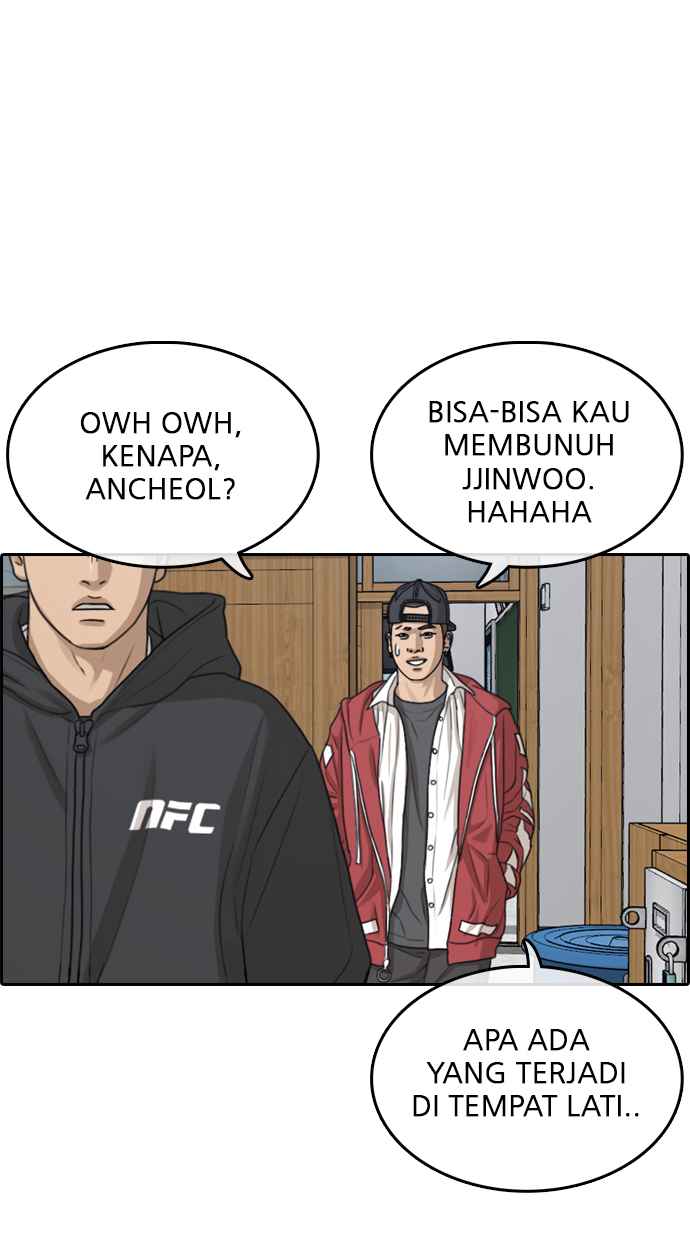 OWH OWH,
KENAPA,
ANCHEOL?
BISA-BISA KAU
MEMBUNUH
JJINWOO.
HAHAHA
NFC
APA ADA
YANG TERJADI
DI TEMPAT LATI..